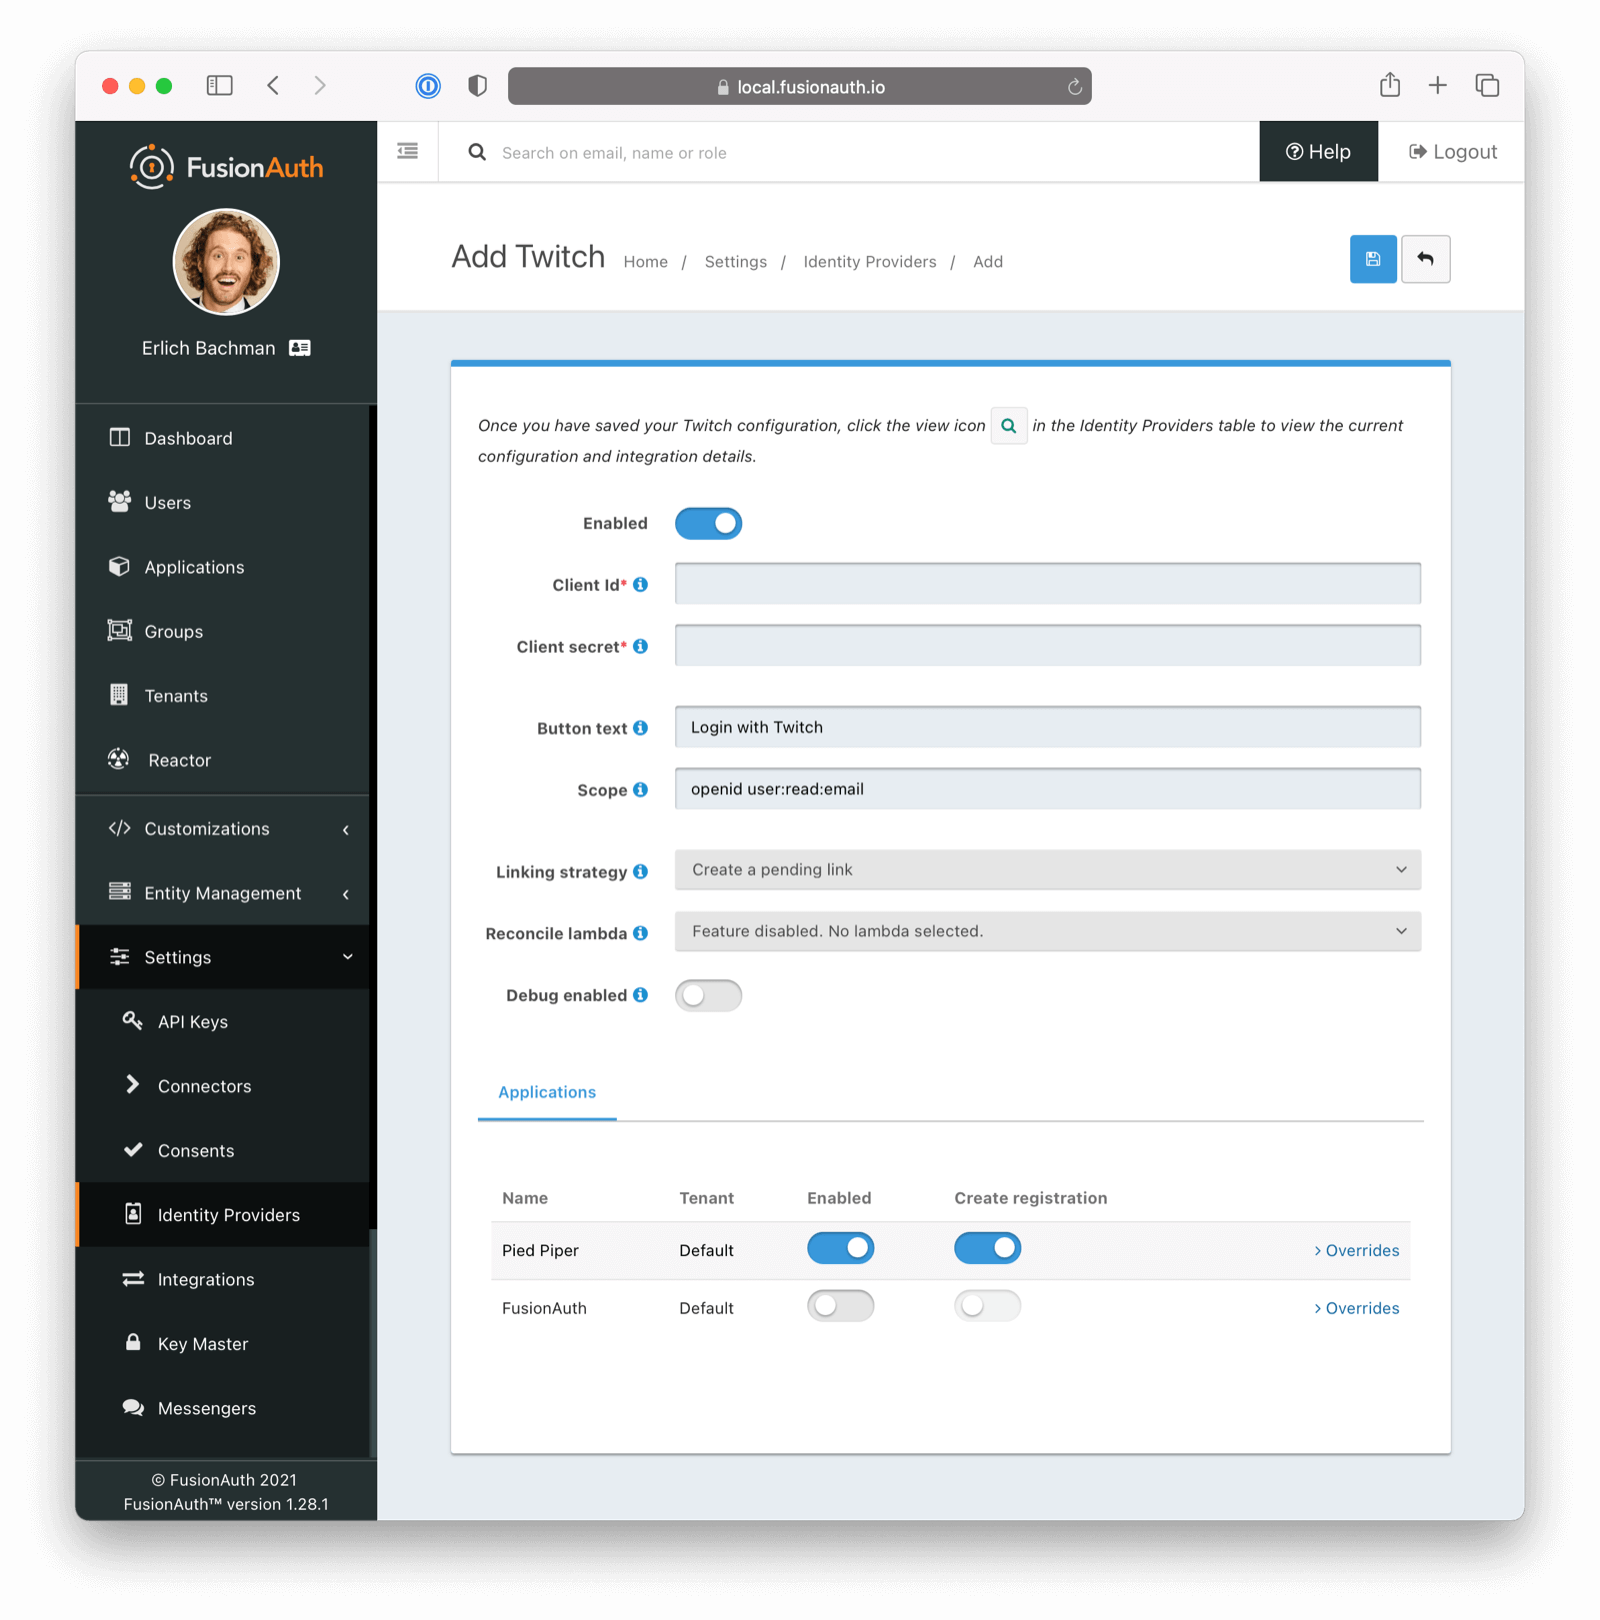 local.fusionauth.io
FusionAuth
Search on email, name or role
Help
Logout
Erlich Bachman
Add Twitch
Home / Settings / Identity Providers / Add
Dashboard
Users
Applications
Groups
Tenants
Reactor
Customizations
Entity Management
Settings
API Keys
Connectors
Consents
Identity Providers
Integrations
Key Master
Messengers
© FusionAuth 2021
FusionAuth™ version 1.28.1
Once you have saved your Twitch configuration, click the view icon in the Identity Providers table to view the current
configuration and integration details.
Enabled
Client Id*
Client secret*
Button text Login with Twitch
Scope openid user:read:email
Linking strategy Create a pending link
Reconcile lambda Feature disabled. No lambda selected.
Debug enabled
Applications
Name Tenant Enabled Create registration
Pied Piper Default > Overrides
FusionAuth Default > Overrides